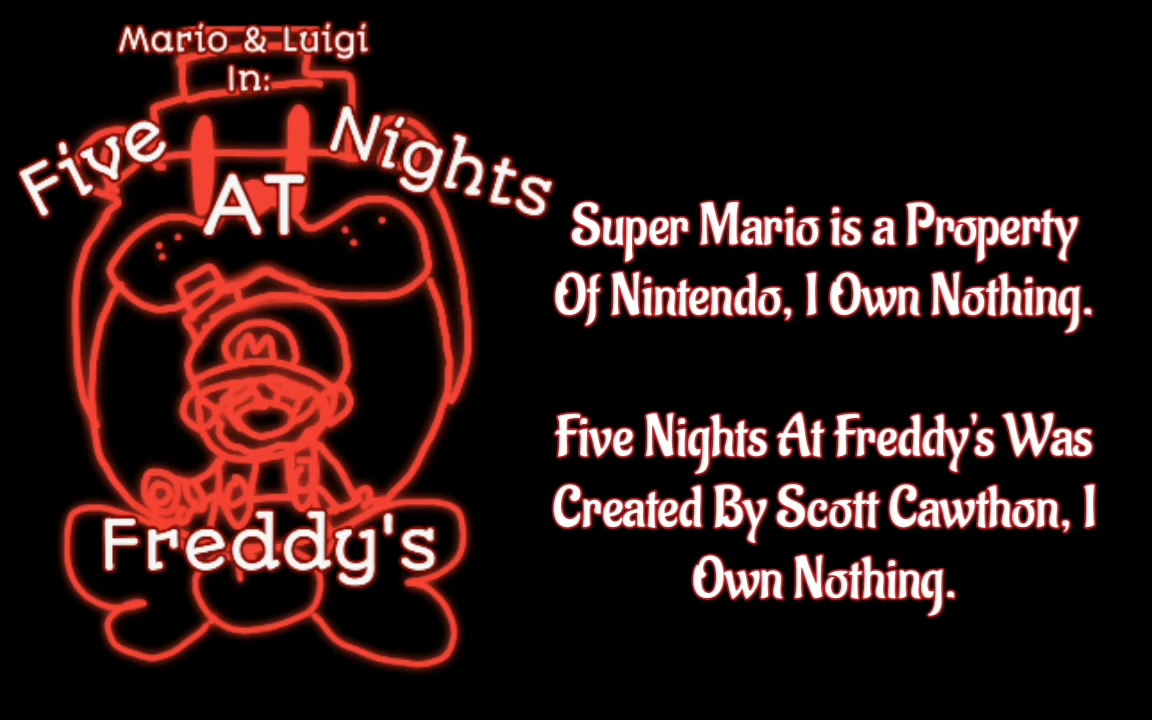 Mario & Luigi
In:
Five Nights
AT
Freddy's
M
Super Mario is a Property
Of Nintendo, I Own Nothing.
Five Nights At Freddy's Was
Created By Scott Cawthon, I
Own Nothing.